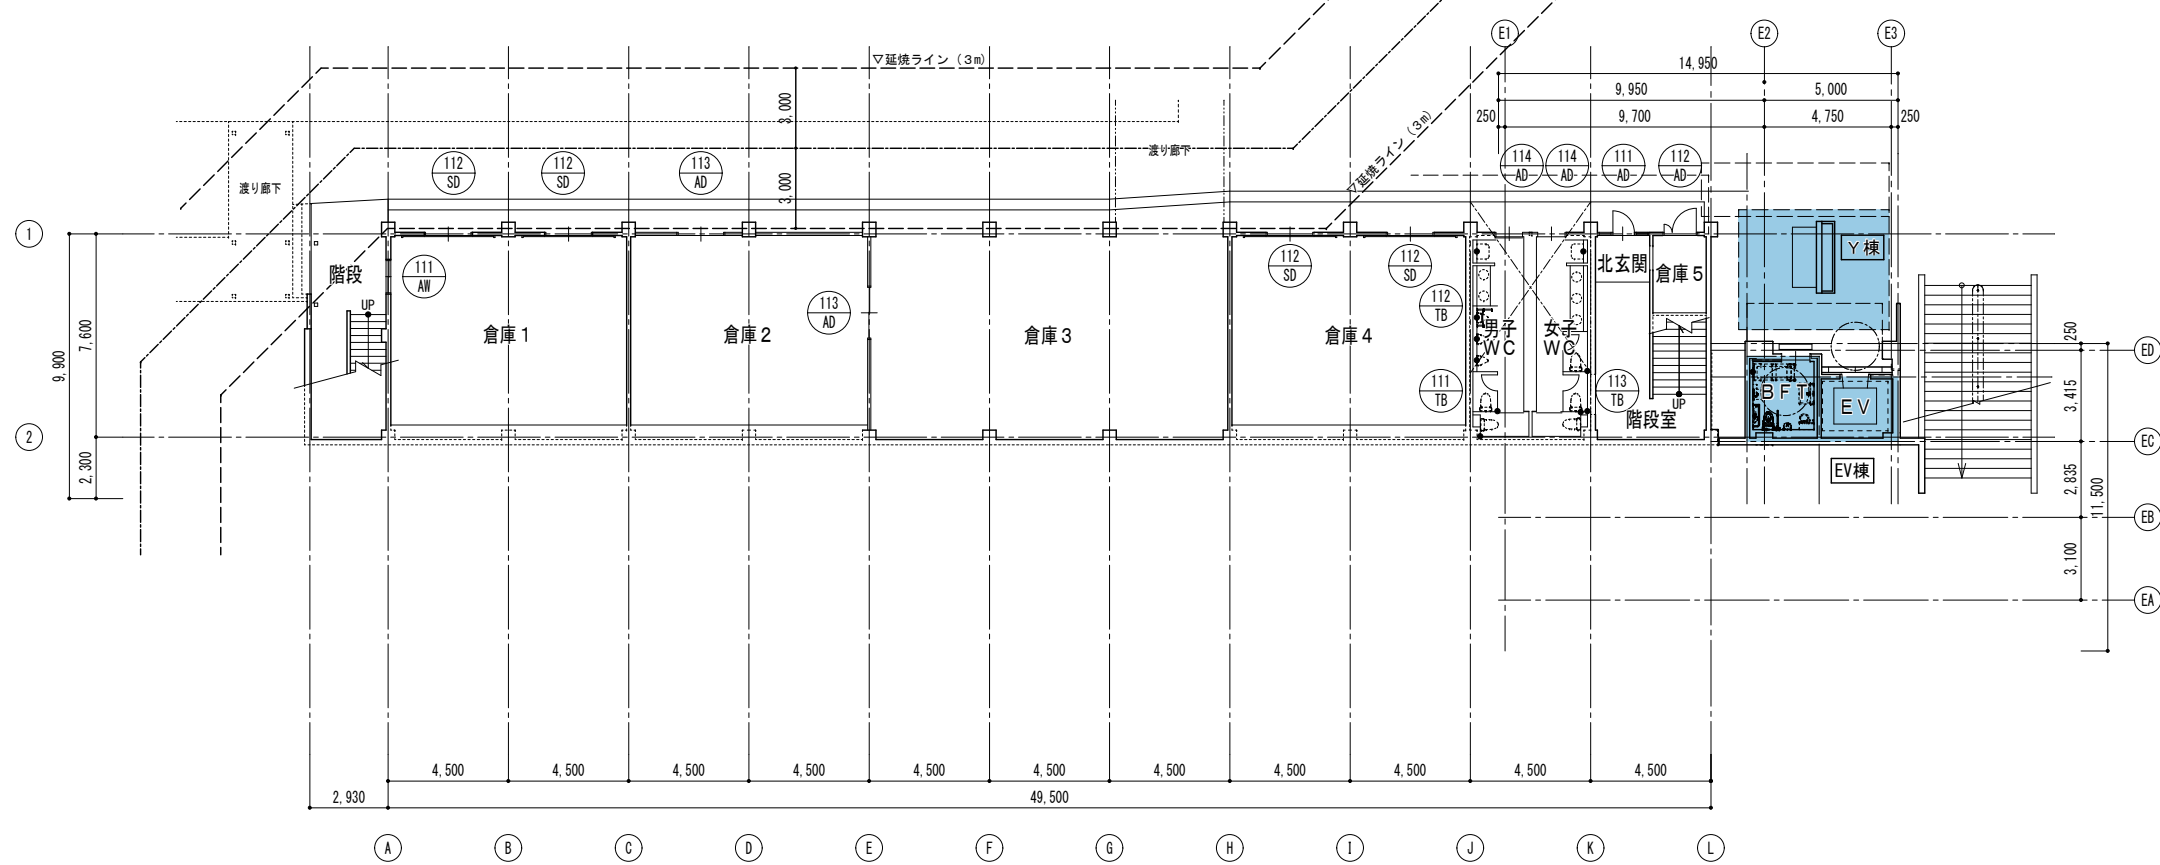 E1
E2
E3
▽延焼ライン（3m）
14,950
9,950
5,000
3,000
250
9,700
4,750
250
▽延焼ライン（3m）
渡り廊下
112
SD
112
SD
113
AD
114
AD
114
AD
111
AD
112
AD
渡り廊下
3,000
1
Y棟
階段
111
AW
112
SD
112
SD
北玄関
倉庫5
UP
113
AD
112
TB
7,600
9,900
倉庫1
倉庫2
倉庫3
倉庫4
男子
WC
女子
WC
250
ED
111
TB
113
TB
UP
BFT
EV
3,415
階段室
2
EC
2,300
EV棟
2,835
11,500
EB
3,100
EA
4,500
4,500
4,500
4,500
4,500
4,500
4,500
4,500
4,500
4,500
4,500
2,930
49,500
A
B
C
D
E
F
G
H
I
J
K
L